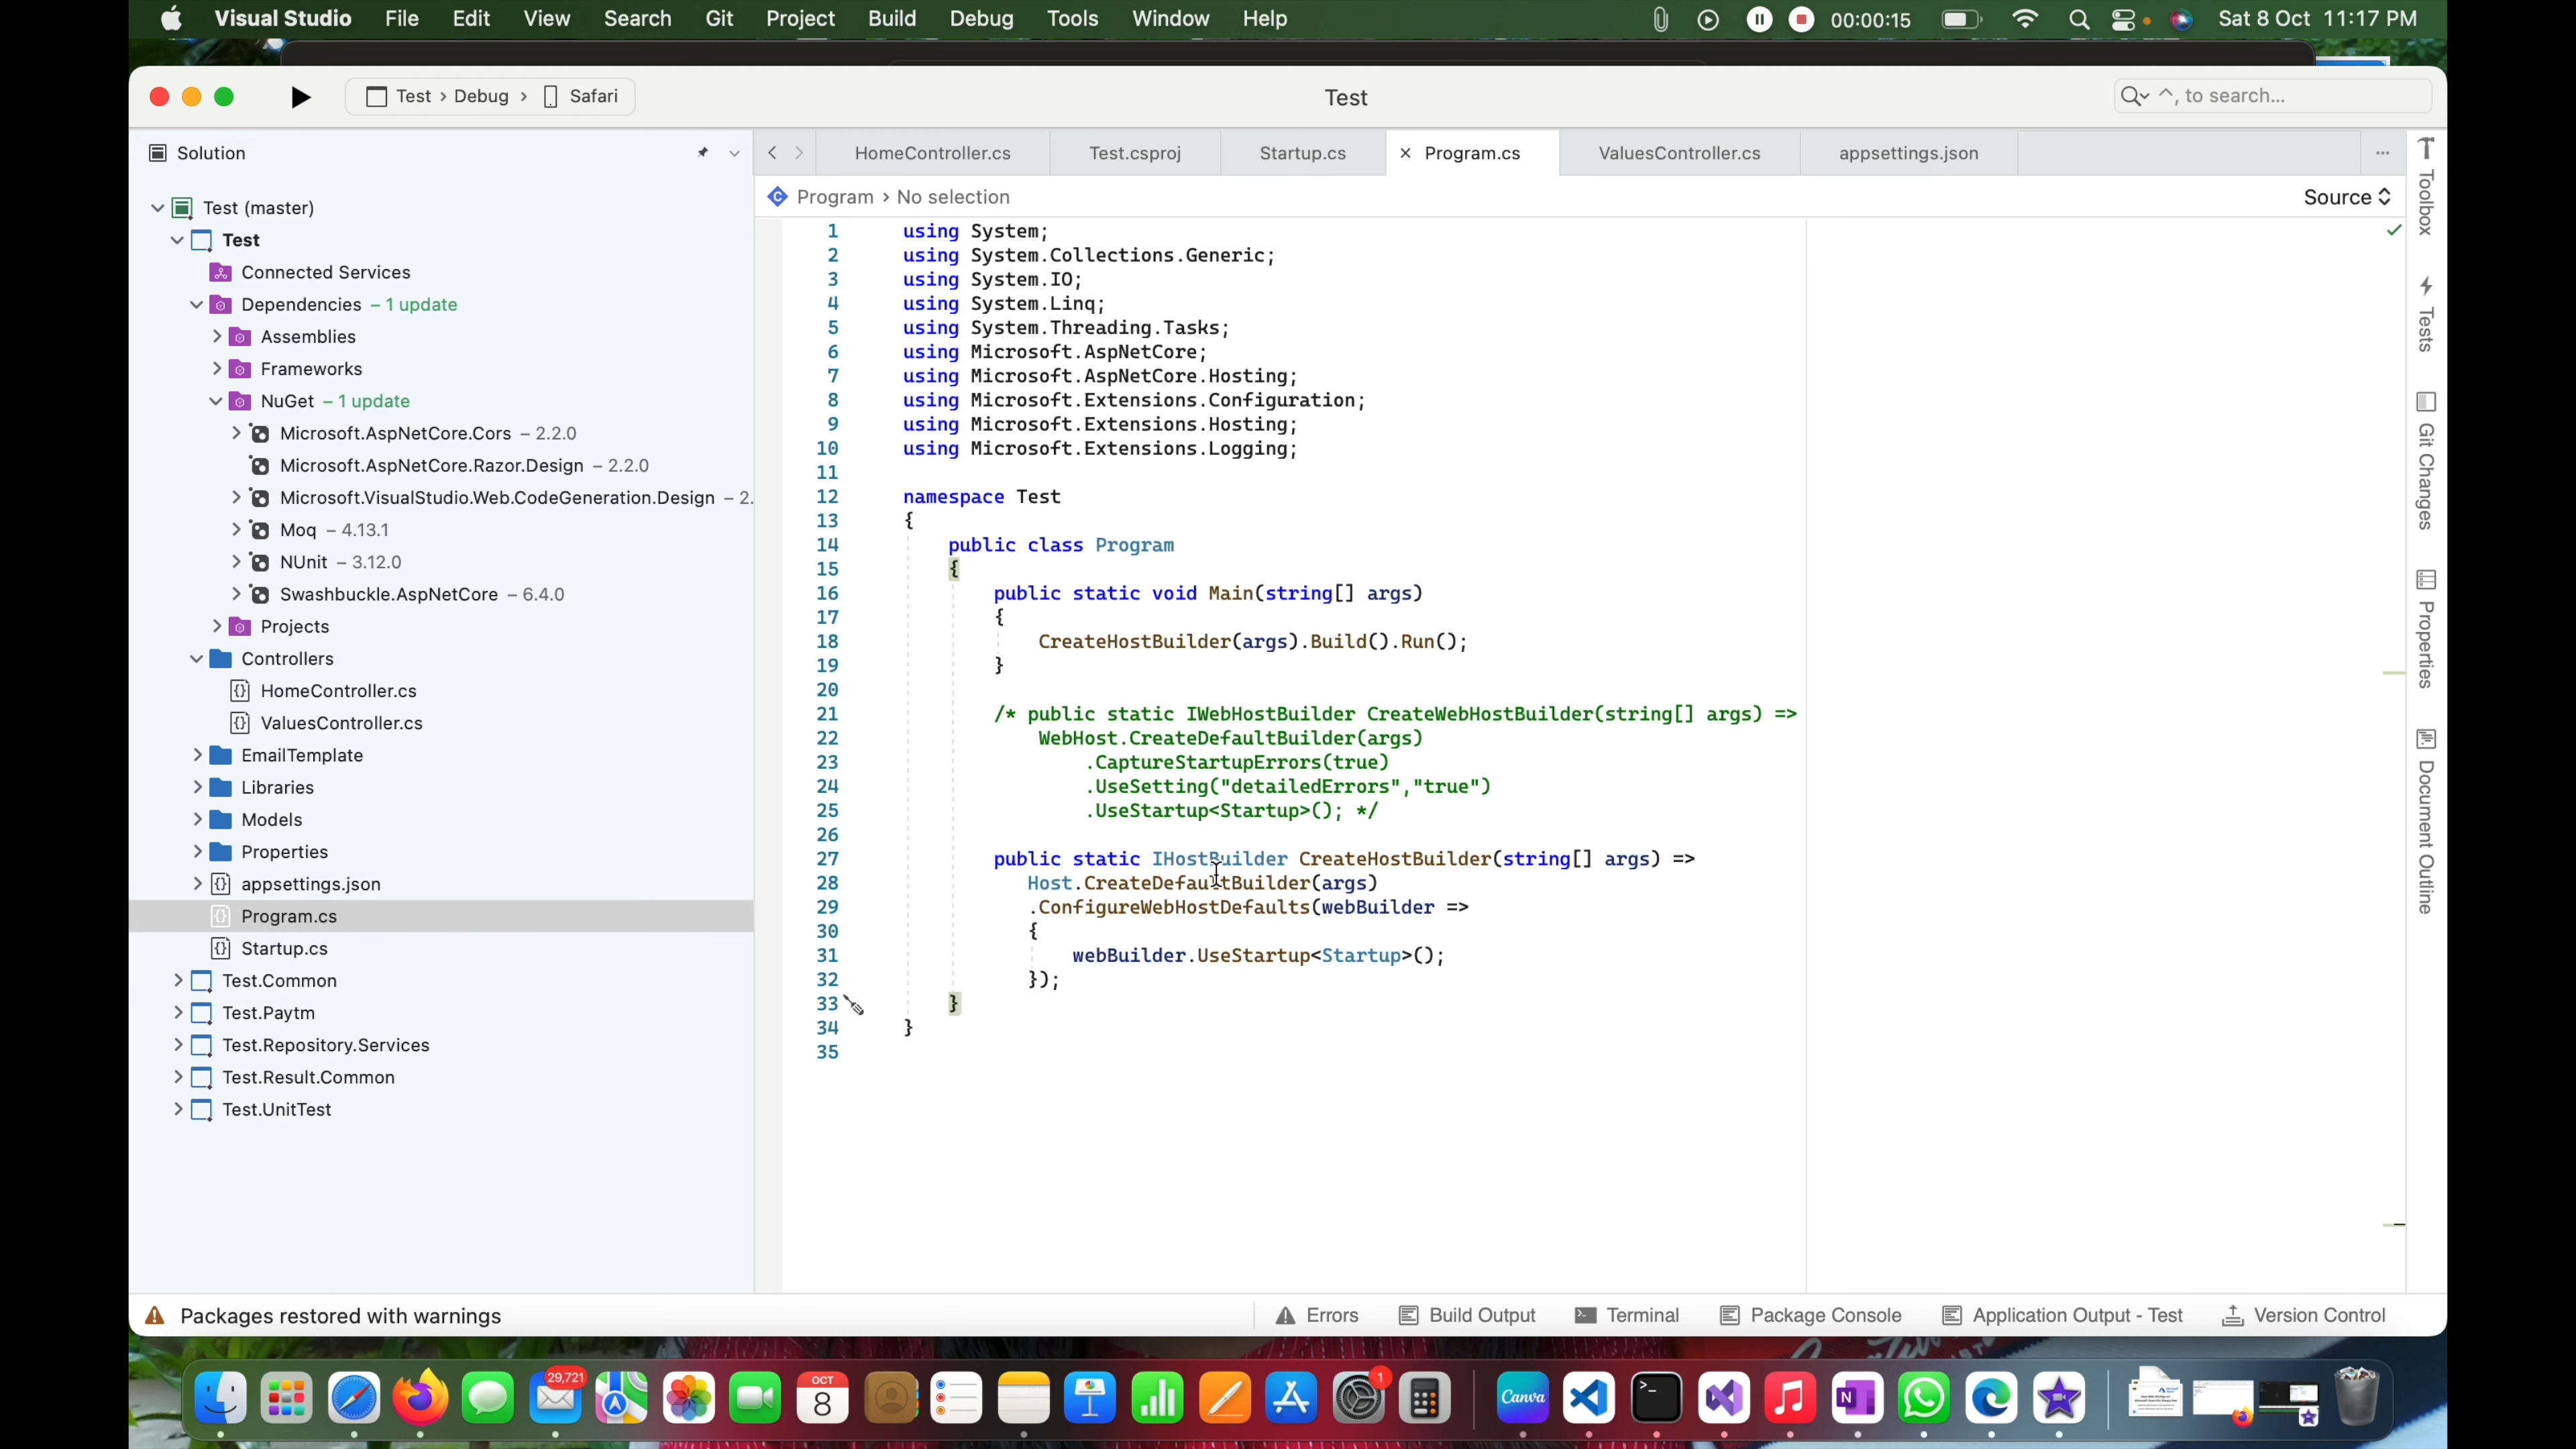 Visual Studio File Edit View Search Git Project Build Debug Tools Window Help 00:00:15 Sat 8 Oct 11:17 PM
Test › Debug › Safari
Test
^, to search...
Solution
HomeController.cs Test.csproj Startup.cs × Program.cs ValuesController.cs appsettings.json ...
Program › No selection
Source
Test (master)
Test
Connected Services
Dependencies – 1 update
Assemblies
Frameworks
NuGet – 1 update
Microsoft.AspNetCore.Cors – 2.2.0
Microsoft.AspNetCore.Razor.Design – 2.2.0
Microsoft.VisualStudio.Web.CodeGeneration.Design – 2.
Moq – 4.13.1
NUnit – 3.12.0
Swashbuckle.AspNetCore – 6.4.0
Projects
Controllers
HomeController.cs
ValuesController.cs
EmailTemplate
Libraries
Models
Properties
appsettings.json
Program.cs
Startup.cs
Test.Common
Test.Paytm
Test.Repository.Services
Test.Result.Common
Test.UnitTest
1 using System;
2 using System.Collections.Generic;
3 using System.IO;
4 using System.Linq;
5 using System.Threading.Tasks;
6 using Microsoft.AspNetCore;
7 using Microsoft.AspNetCore.Hosting;
8 using Microsoft.Extensions.Configuration;
9 using Microsoft.Extensions.Hosting;
10 using Microsoft.Extensions.Logging;
11
12 namespace Test
13 {
14 public class Program
15 {
16 public static void Main(string[] args)
17 {
18 CreateHostBuilder(args).Build().Run();
19 }
20
21 /* public static IWebHostBuilder CreateWebHostBuilder(string[] args) =>
22 WebHost.CreateDefaultBuilder(args)
23 .CaptureStartupErrors(true)
24 .UseSetting("detailedErrors","true")
25 .UseStartup<Startup>(); */
26
27 public static IHostBuilder CreateHostBuilder(string[] args) =>
28 Host.CreateDefaultBuilder(args)
29 .ConfigureWebHostDefaults(webBuilder =>
30 {
31 webBuilder.UseStartup<Startup>();
32 });
33 }
34 }
35
Toolbox
Tests
Git Changes
Properties
Document Outline
Packages restored with warnings
Errors Build Output Terminal Package Console Application Output - Test Version Control
29,721
OCT
8
1
Canva